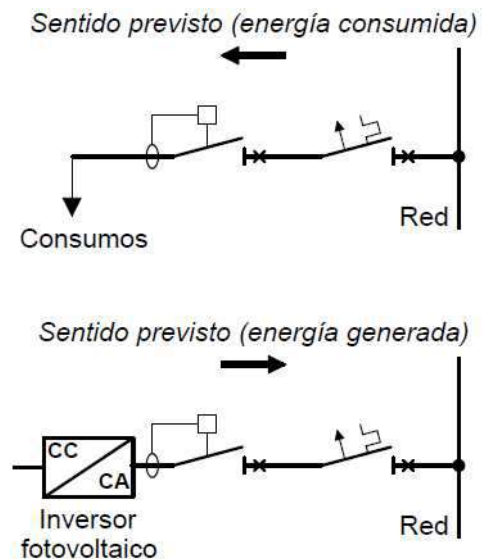 Sentido previsto (energía consumida)
Red
Consumos
Sentido previsto (energía generada)
CC
CA
Inversor
fotovoltaico
Red